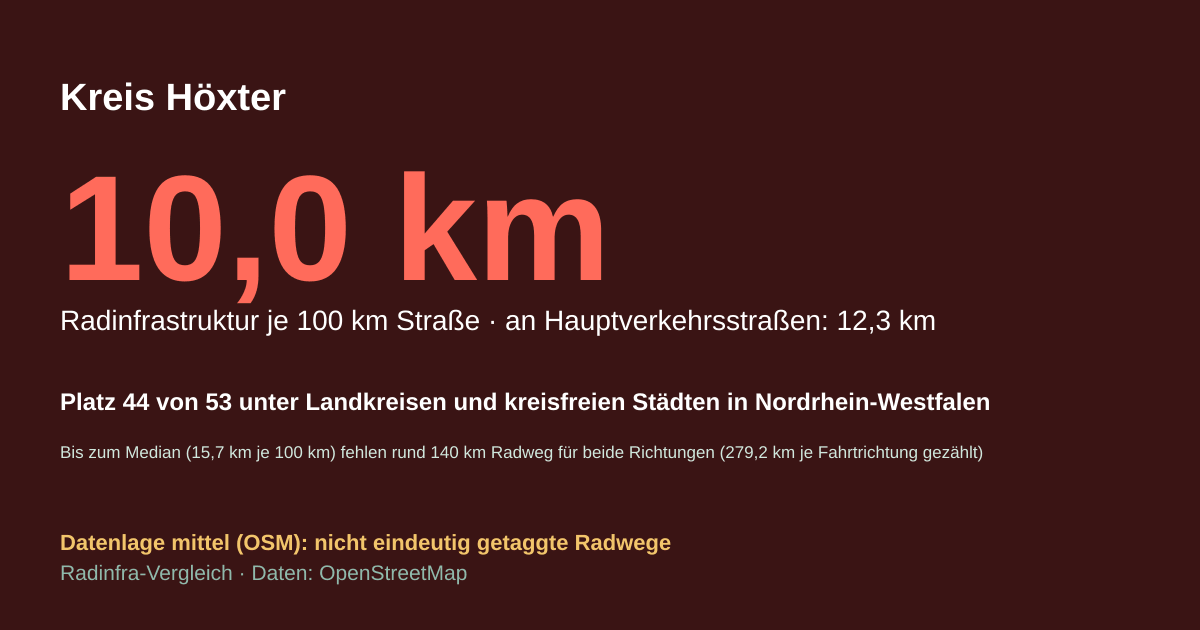 Kreis Höxter
10,0 km
Radinfrastruktur je 100 km Straße · an Hauptverkehrsstraßen: 12,3 km
Platz 44 von 53 unter Landkreisen und kreisfreien Städten in Nordrhein-Westfalen
Bis zum Median (15,7 km je 100 km) fehlen rund 140 km Radweg für beide Richtungen (279,2 km je Fahrtrichtung gezählt)
Datenlage mittel (OSM): nicht eindeutig getaggte Radwege
Radinfra-Vergleich · Daten: OpenStreetMap